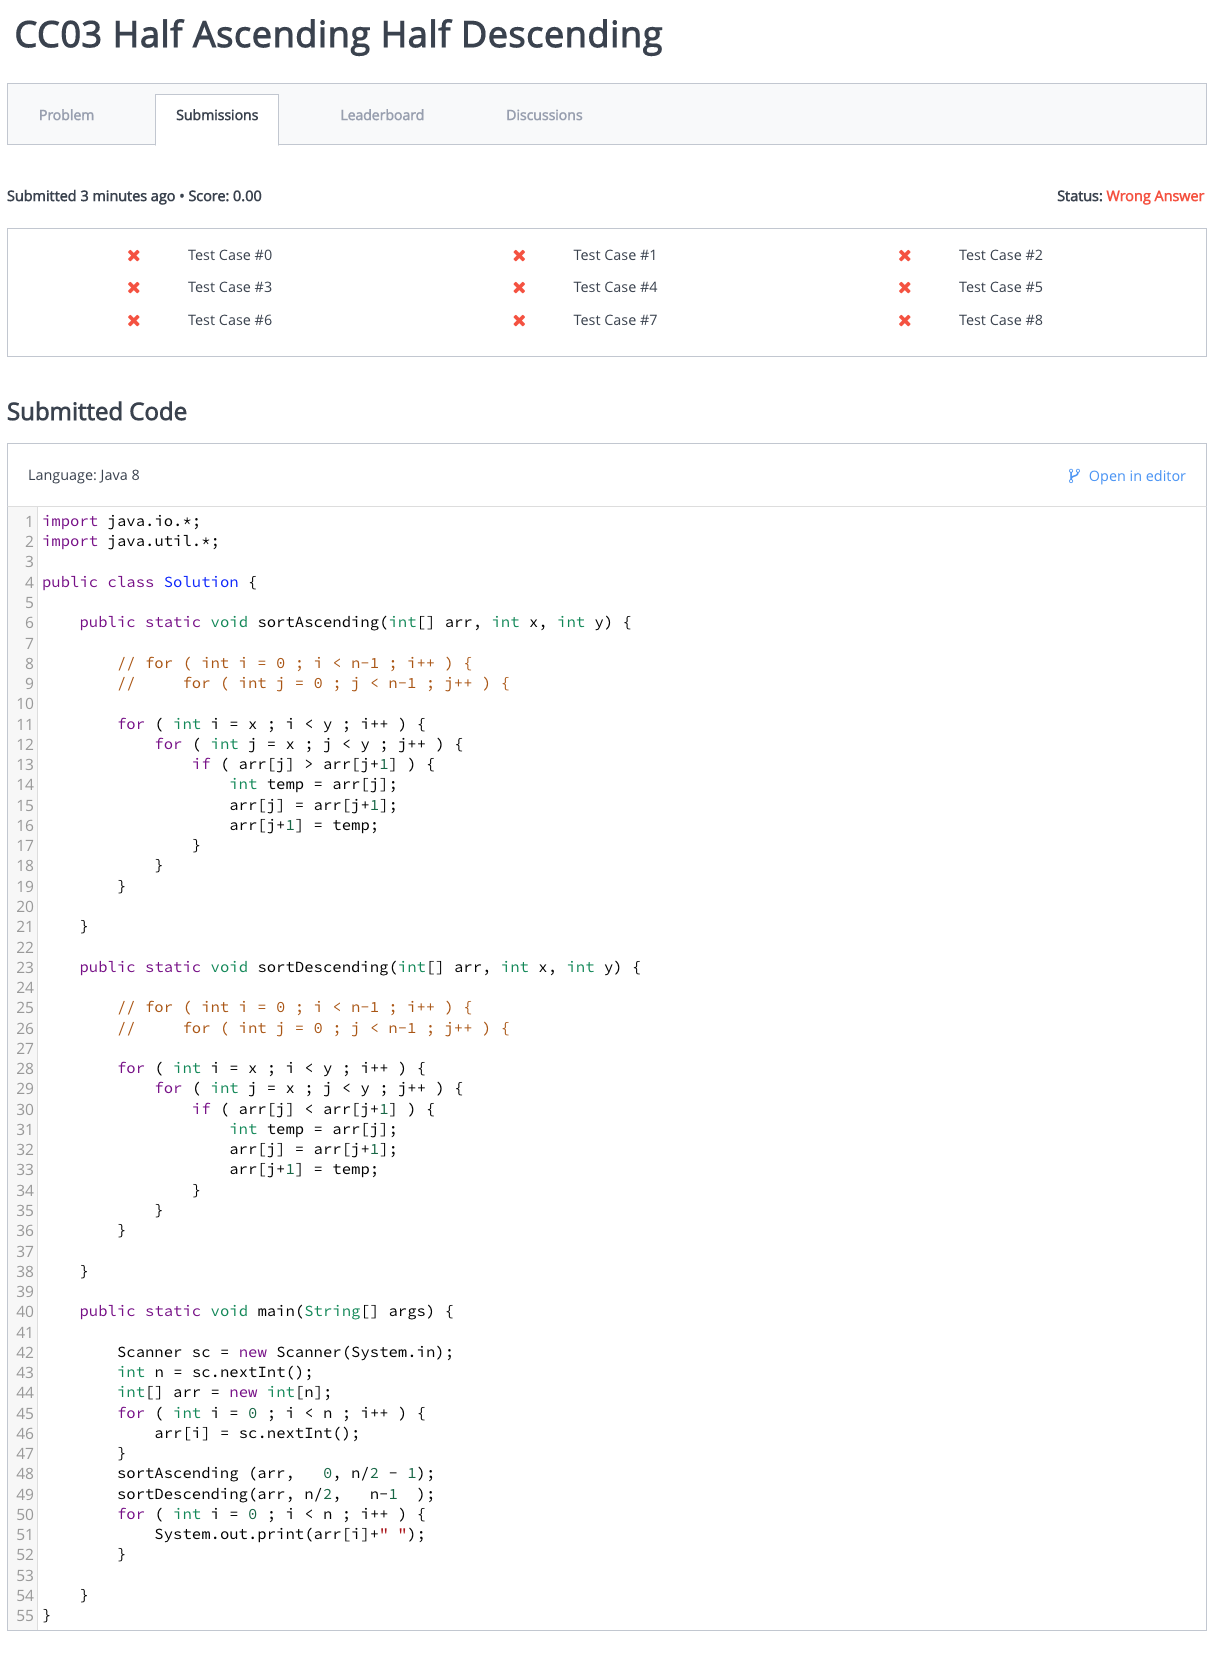 CC03 Half Ascending Half Descending
Problem Submissions Leaderboard Discussions
Submitted 3 minutes ago • Score: 0.00 Status: Wrong Answer
✖ Test Case #0 ✖ Test Case #1 ✖ Test Case #2
✖ Test Case #3 ✖ Test Case #4 ✖ Test Case #5
✖ Test Case #6 ✖ Test Case #7 ✖ Test Case #8
Submitted Code
Language: Java 8 Open in editor
1 import java.io.*;
2 import java.util.*;
3
4 public class Solution {
5
6     public static void sortAscending(int[] arr, int x, int y) {
7
8         // for ( int i = 0 ; i < n-1 ; i++ ) {
9         //     for ( int j = 0 ; j < n-1 ; j++ ) {
10
11         for ( int i = x ; i < y ; i++ ) {
12             for ( int j = x ; j < y ; j++ ) {
13                 if ( arr[j] > arr[j+1] ) {
14                     int temp = arr[j];
15                     arr[j] = arr[j+1];
16                     arr[j+1] = temp;
17                 }
18             }
19         }
20
21     }
22
23     public static void sortDescending(int[] arr, int x, int y) {
24
25         // for ( int i = 0 ; i < n-1 ; i++ ) {
26         //     for ( int j = 0 ; j < n-1 ; j++ ) {
27
28         for ( int i = x ; i < y ; i++ ) {
29             for ( int j = x ; j < y ; j++ ) {
30                 if ( arr[j] < arr[j+1] ) {
31                     int temp = arr[j];
32                     arr[j] = arr[j+1];
33                     arr[j+1] = temp;
34                 }
35             }
36         }
37
38     }
39
40     public static void main(String[] args) {
41
42         Scanner sc = new Scanner(System.in);
43         int n = sc.nextInt();
44         int[] arr = new int[n];
45         for ( int i = 0 ; i < n ; i++ ) {
46             arr[i] = sc.nextInt();
47         }
48         sortAscending (arr,   0, n/2 - 1);
49         sortDescending(arr, n/2,   n-1  );
50         for ( int i = 0 ; i < n ; i++ ) {
51             System.out.print(arr[i]+" ");
52         }
53
54     }
55 }